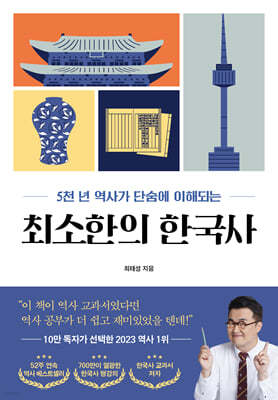 5천 년 역사가 단숨에 이해되는
최소한의 한국사
최태성 지음
“이 책이 역사 교과서였다면
역사 공부가 더 쉽고 재미있었을 텐데!”
10만 독자가 선택한 2023 역사 1위
52주 연속
역사 베스트셀러
700만이 열광한
한국사 명강의
한국사 교과서
저자